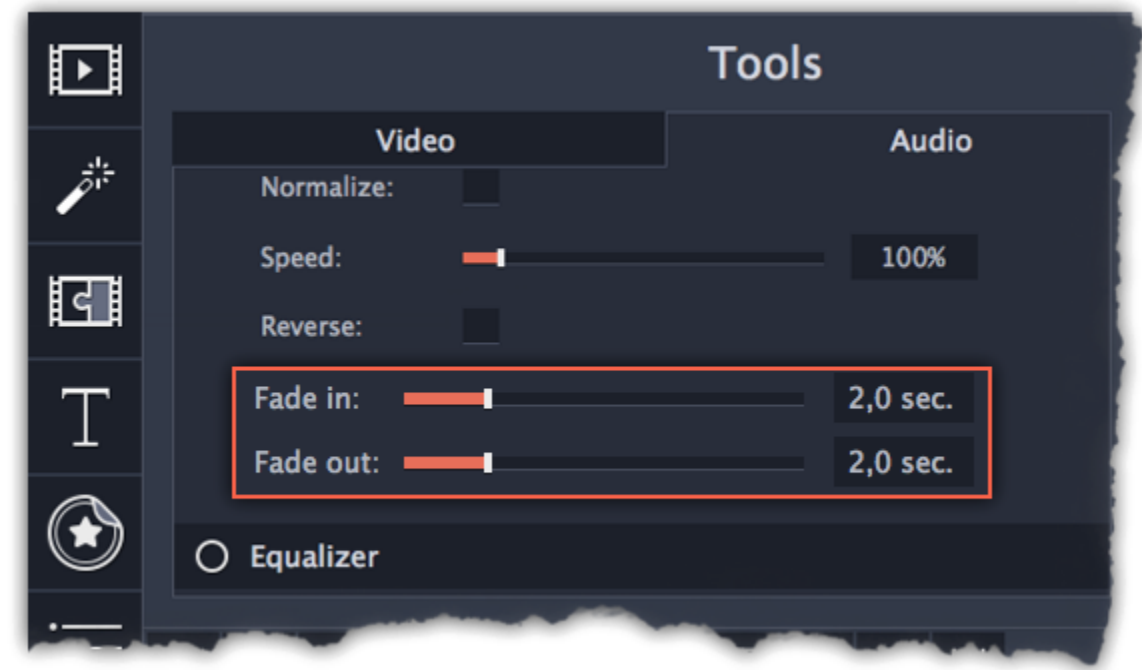 Tools
Video Audio
Normalize:
Speed: 100%
Reverse:
Fade in: 2,0 sec.
Fade out: 2,0 sec.
Equalizer